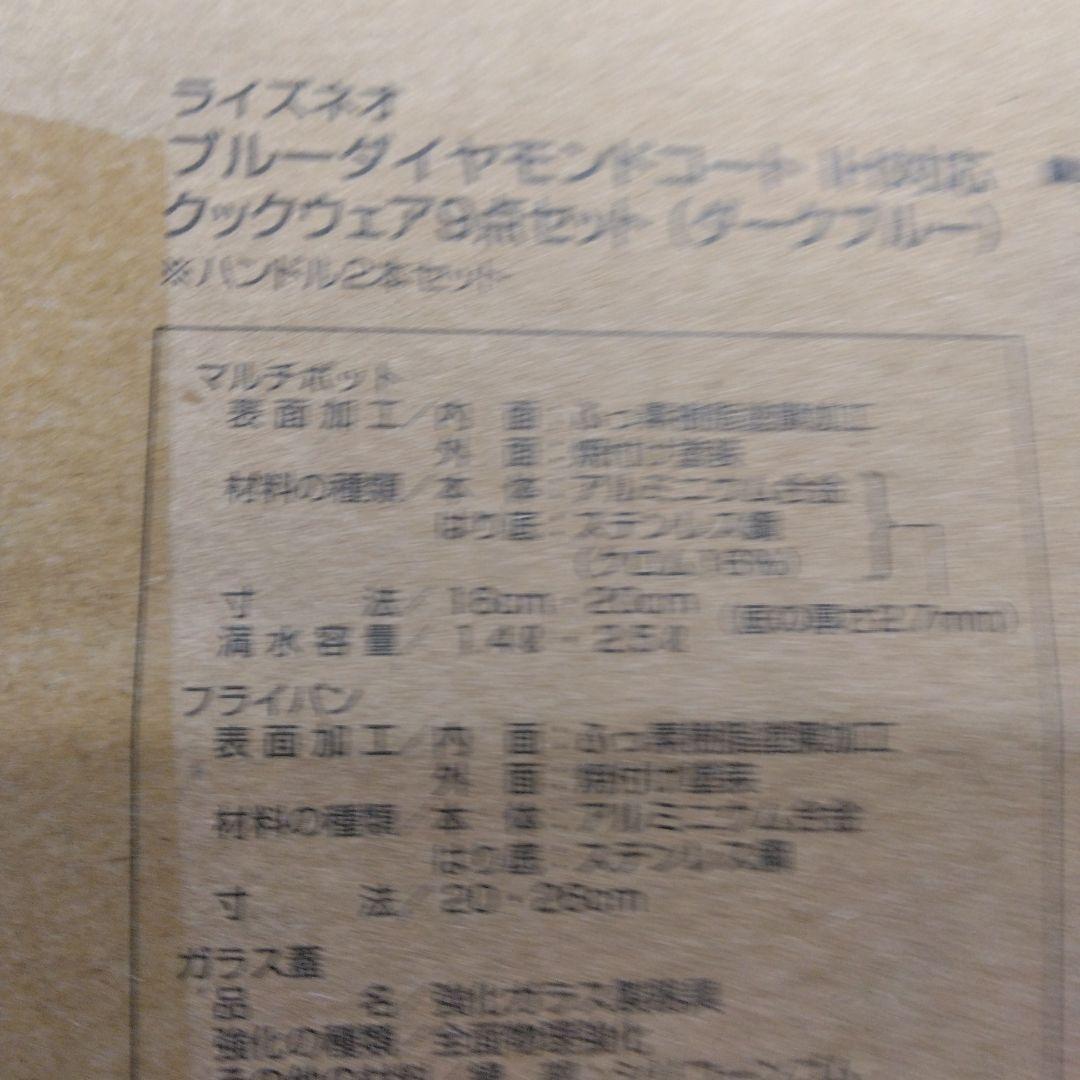 ライズネオ
ブルーダイヤモンドコート IH対応
クックウェア9点セット(ダークブルー)
※ハンドル2本セット
マルチポット
表面加工/内面:ふっ素樹脂塗膜加工
外面:焼付け塗装
材料の種類/本体:アルミニウム合金
はり底:ステンレス鋼
(クロム16%)
寸法/16cm・20cm
満水容量/1.4ℓ・2.5ℓ
フライパン
表面加工/内面:ふっ素樹脂塗膜加工
外面:焼付け塗装
材料の種類/本体:アルミニウム合金
はり底:ステンレス鋼
寸法/20・26cm
ガラス蓋
品名/強化ガラス製器具
強化の種類/全面物理強化